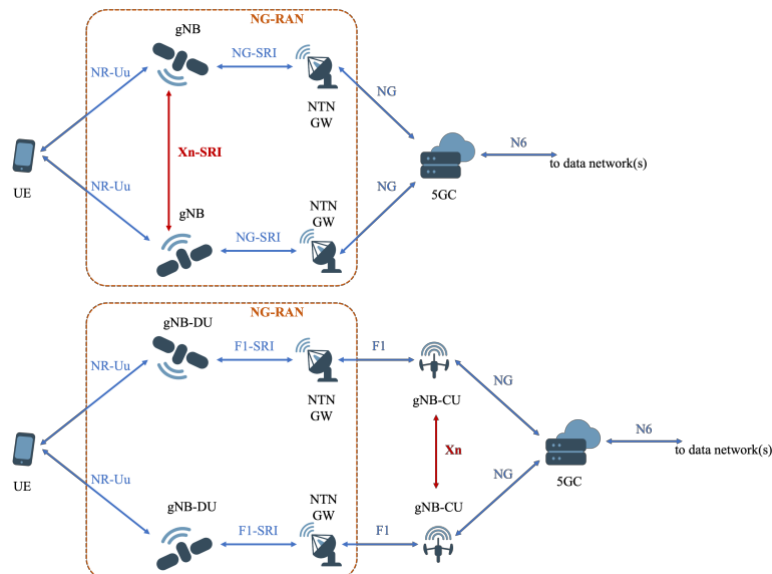 NG-RAN
gNB
NR-Uu
NG-SRI
NTN
GW
NG
Xn-SRI
UE
N6
to data network(s)
5GC
NR-Uu
gNB
NG
NTN
GW
NG-SRI
NG-RAN
gNB-DU
NR-Uu
F1-SRI
F1
NTN
GW
gNB-CU
NG
Xn
UE
N6
to data network(s)
5GC
NR-Uu
gNB-DU
NTN
GW
gNB-CU
NG
F1-SRI
F1